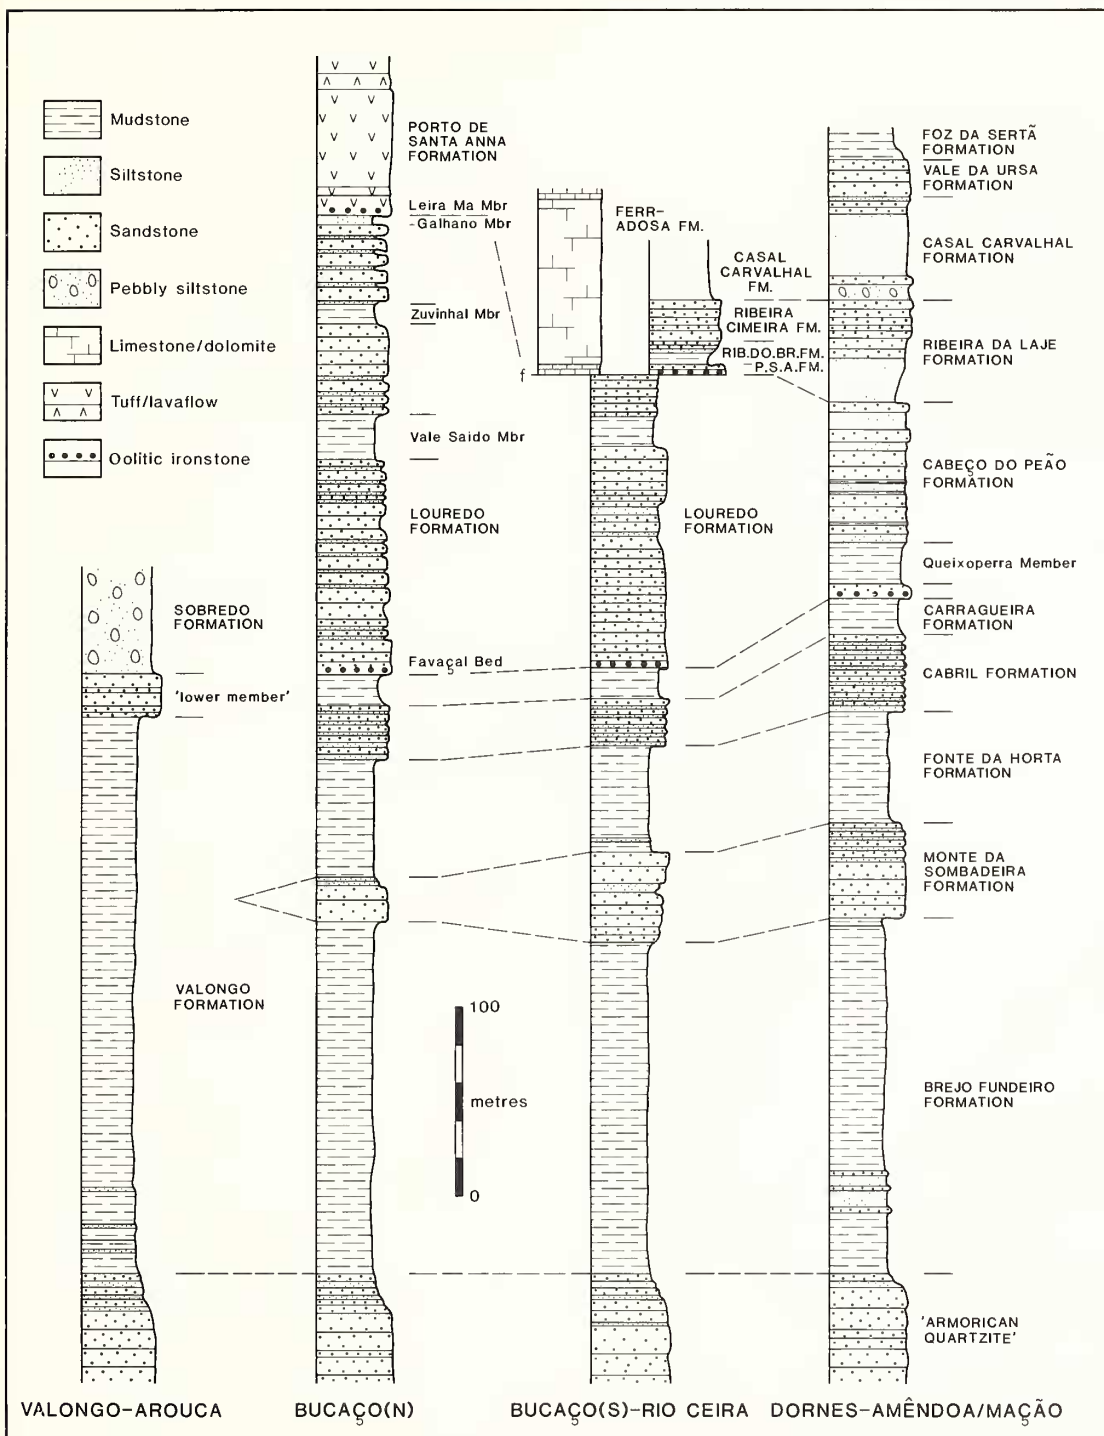 Mudstone
Siltstone
Sandstone
Pebbly siltstone
Limestone/dolomite
Tuff/lavaflow
Oolitic ironstone
SOBREDO
FORMATION
'lower member'
VALONGO
FORMATION
PORTO DE
SANTA ANNA
FORMATION
Leira Ma Mbr
-Galhano Mbr
Zuvinhal Mbr
Vale Saido Mbr
LOUREDO
FORMATION
Favaçal Bed
100
metres
0
FERR-
ADOSA FM.
f
CASAL
CARVALHAL
FM.
RIBEIRA
CIMEIRA FM.
RIB.DO.BR.FM.
-P.S.A.FM.
LOUREDO
FORMATION
FOZ DA SERTÃ
FORMATION
VALE DA URSA
FORMATION
CASAL CARVALHAL
FORMATION
RIBEIRA DA LAJE
FORMATION
CABEÇO DO PEÃO
FORMATION
Queixoperra Member
CARRAGUEIRA
FORMATION
CABRIL FORMATION
FONTE DA HORTA
FORMATION
MONTE DA
SOMBADEIRA
FORMATION
BREJO FUNDEIRO
FORMATION
'ARMORICAN
QUARTZITE'
VALONGO-AROUCA
BUCAÇO(N)
BUCAÇO(S)-RIO CEIRA
DORNES-AMÊNDOA/MAÇÃO